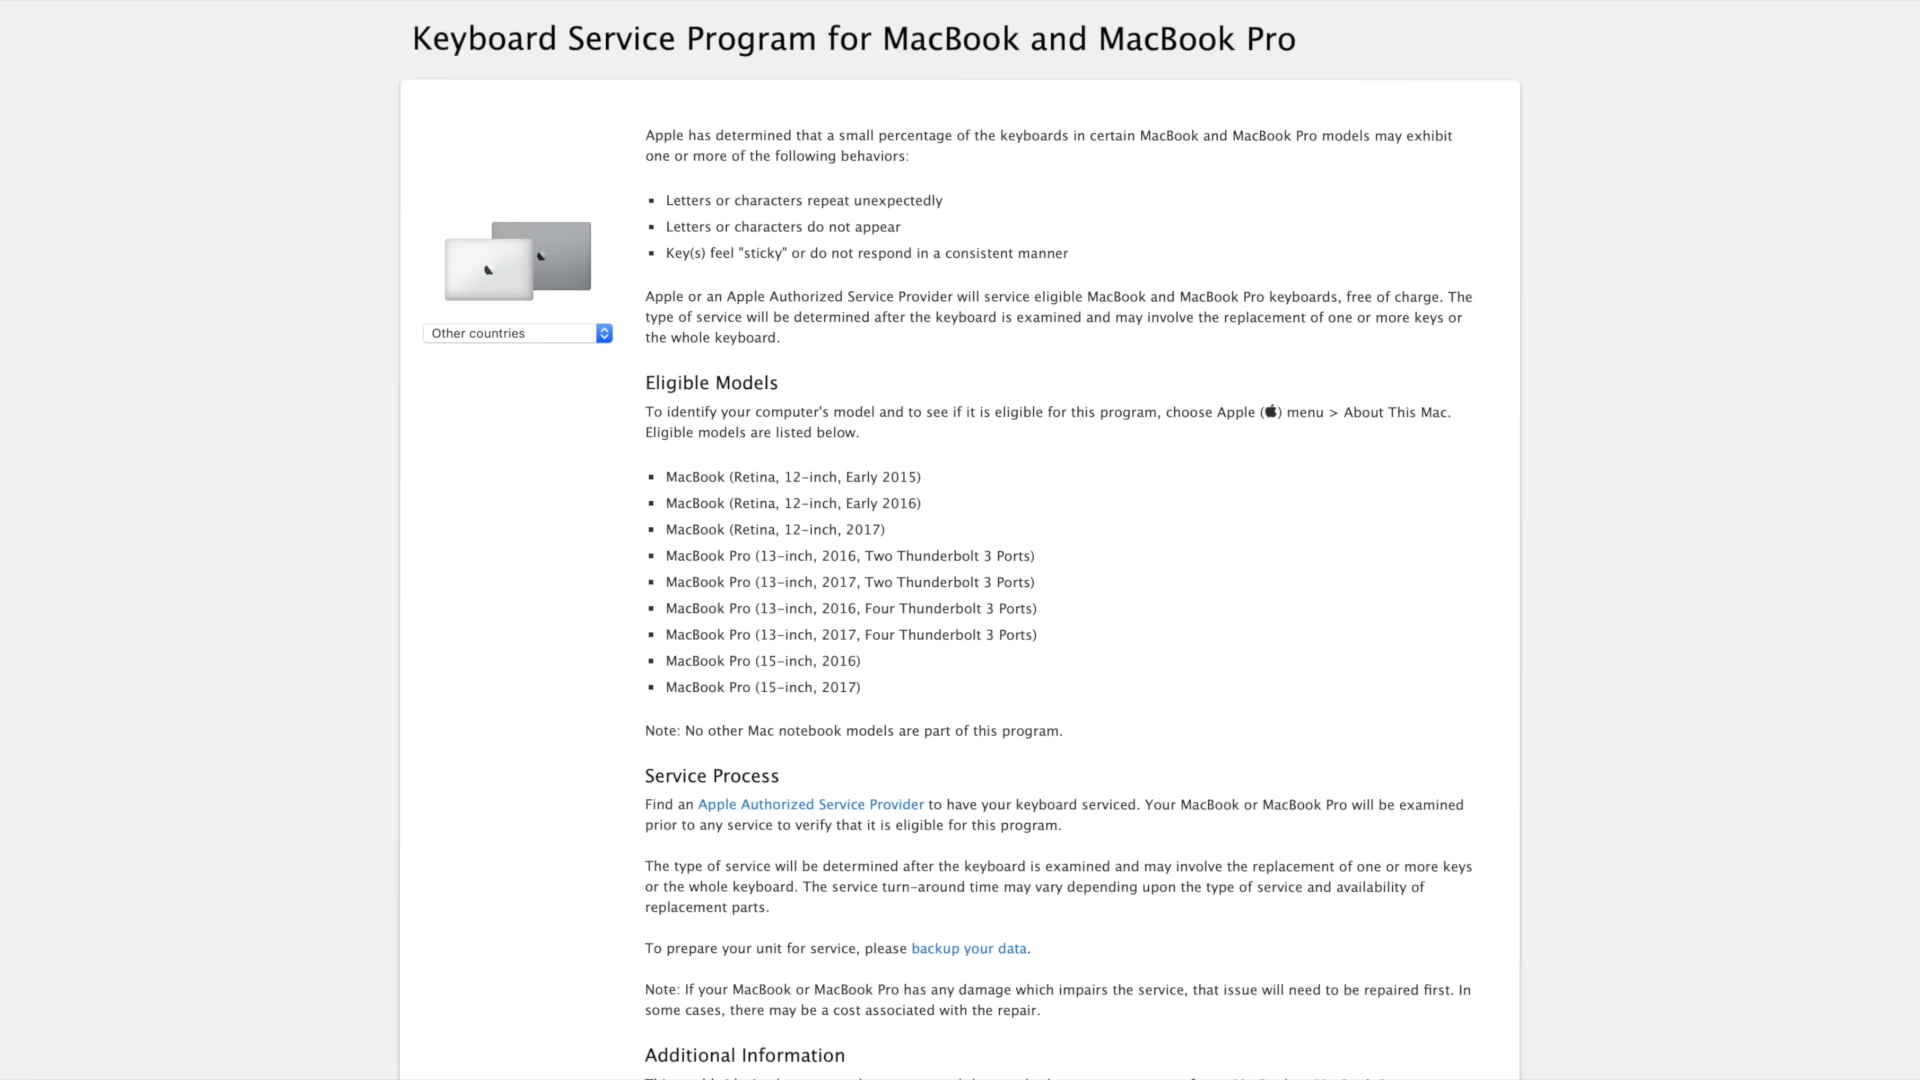 Keyboard Service Program for MacBook and MacBook Pro
Apple has determined that a small percentage of the keyboards in certain MacBook and MacBook Pro models may exhibit
one or more of the following behaviors:
▪ Letters or characters repeat unexpectedly
▪ Letters or characters do not appear
▪ Key(s) feel "sticky" or do not respond in a consistent manner
Other countries
Apple or an Apple Authorized Service Provider will service eligible MacBook and MacBook Pro keyboards, free of charge. The
type of service will be determined after the keyboard is examined and may involve the replacement of one or more keys or
the whole keyboard.
Eligible Models
To identify your computer's model and to see if it is eligible for this program, choose Apple () menu > About This Mac.
Eligible models are listed below.
▪ MacBook (Retina, 12-inch, Early 2015)
▪ MacBook (Retina, 12-inch, Early 2016)
▪ MacBook (Retina, 12-inch, 2017)
▪ MacBook Pro (13-inch, 2016, Two Thunderbolt 3 Ports)
▪ MacBook Pro (13-inch, 2017, Two Thunderbolt 3 Ports)
▪ MacBook Pro (13-inch, 2016, Four Thunderbolt 3 Ports)
▪ MacBook Pro (13-inch, 2017, Four Thunderbolt 3 Ports)
▪ MacBook Pro (15-inch, 2016)
▪ MacBook Pro (15-inch, 2017)
Note: No other Mac notebook models are part of this program.
Service Process
Find an Apple Authorized Service Provider to have your keyboard serviced. Your MacBook or MacBook Pro will be examined
prior to any service to verify that it is eligible for this program.
The type of service will be determined after the keyboard is examined and may involve the replacement of one or more keys
or the whole keyboard. The service turn-around time may vary depending upon the type of service and availability of
replacement parts.
To prepare your unit for service, please backup your data.
Note: If your MacBook or MacBook Pro has any damage which impairs the service, that issue will need to be repaired first. In
some cases, there may be a cost associated with the repair.
Additional Information